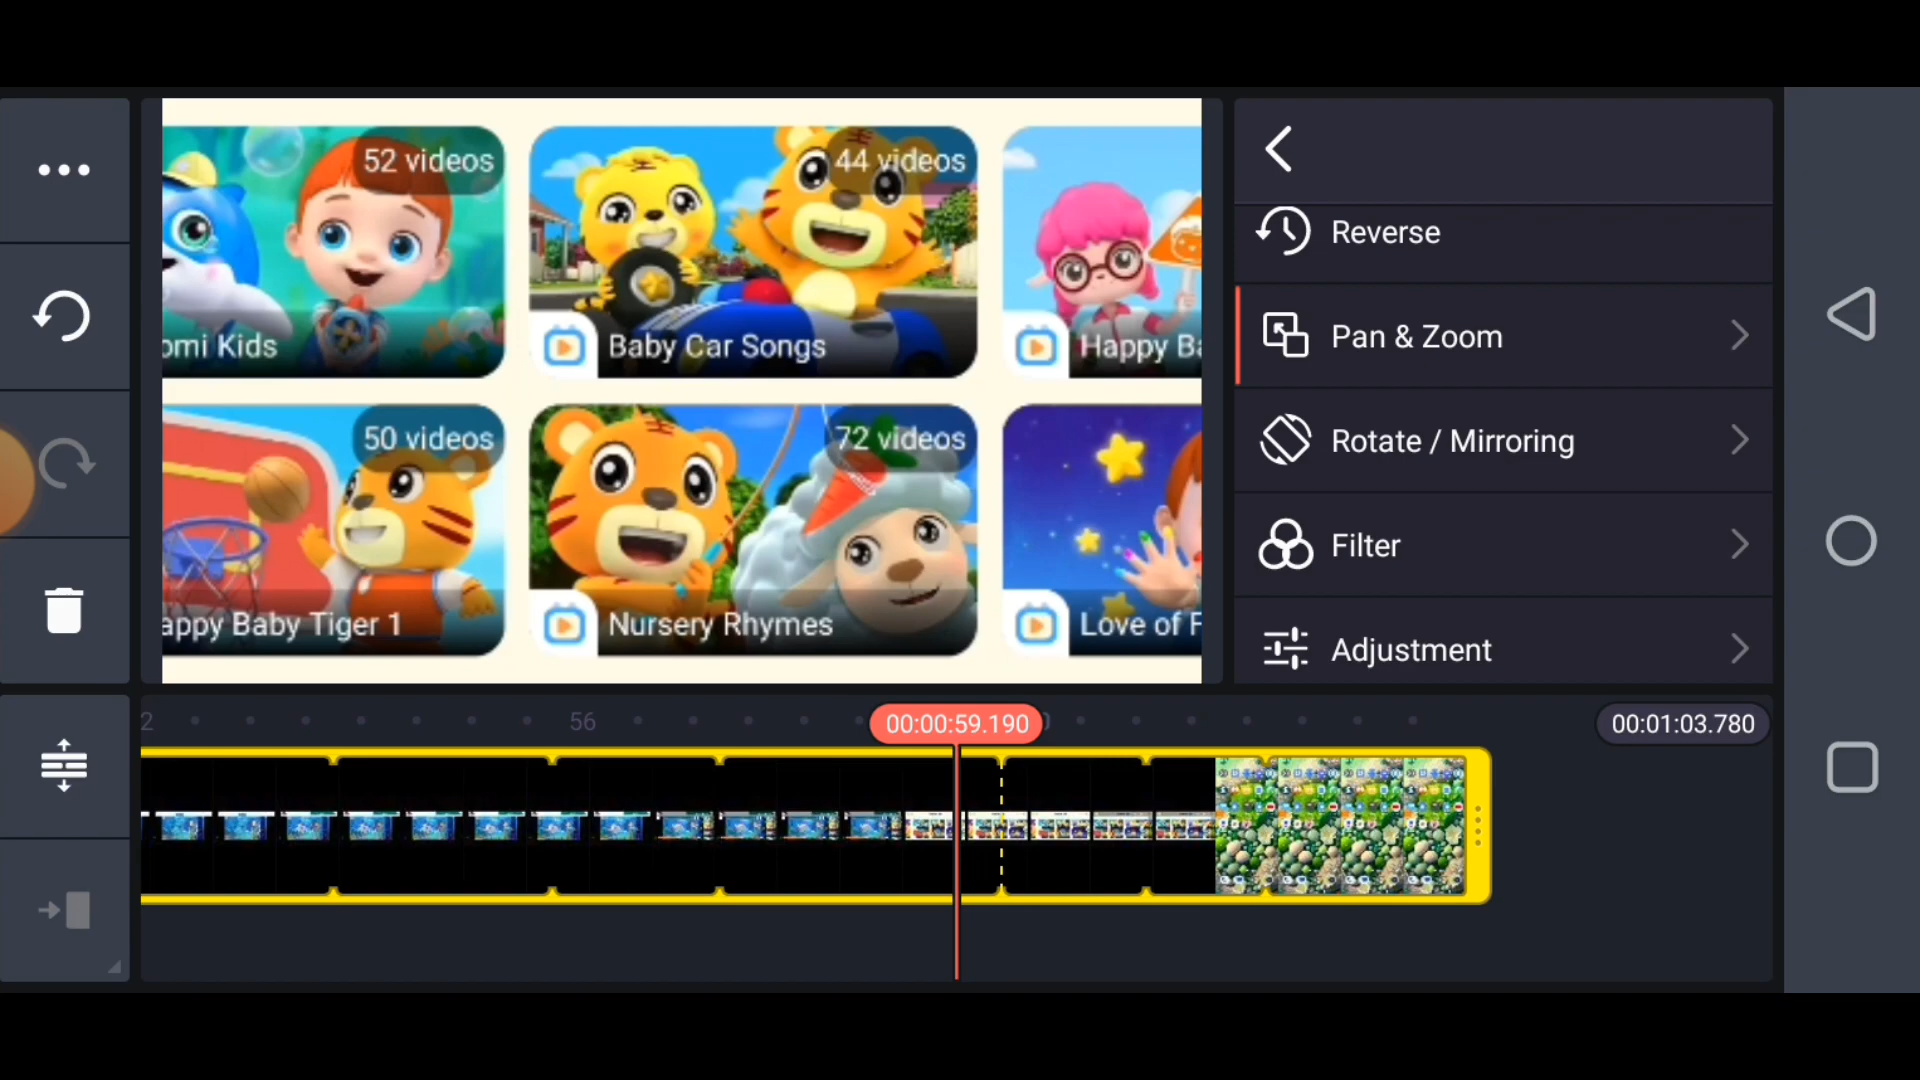 52 videos
44 videos
omi Kids
Baby Car Songs
Happy Ba
50 videos
72 videos
appy Baby Tiger 1
Nursery Rhymes
Love of F
Reverse
Pan & Zoom
Rotate / Mirroring
Filter
Adjustment
2
56
00:00:59.190
00:01:03.780